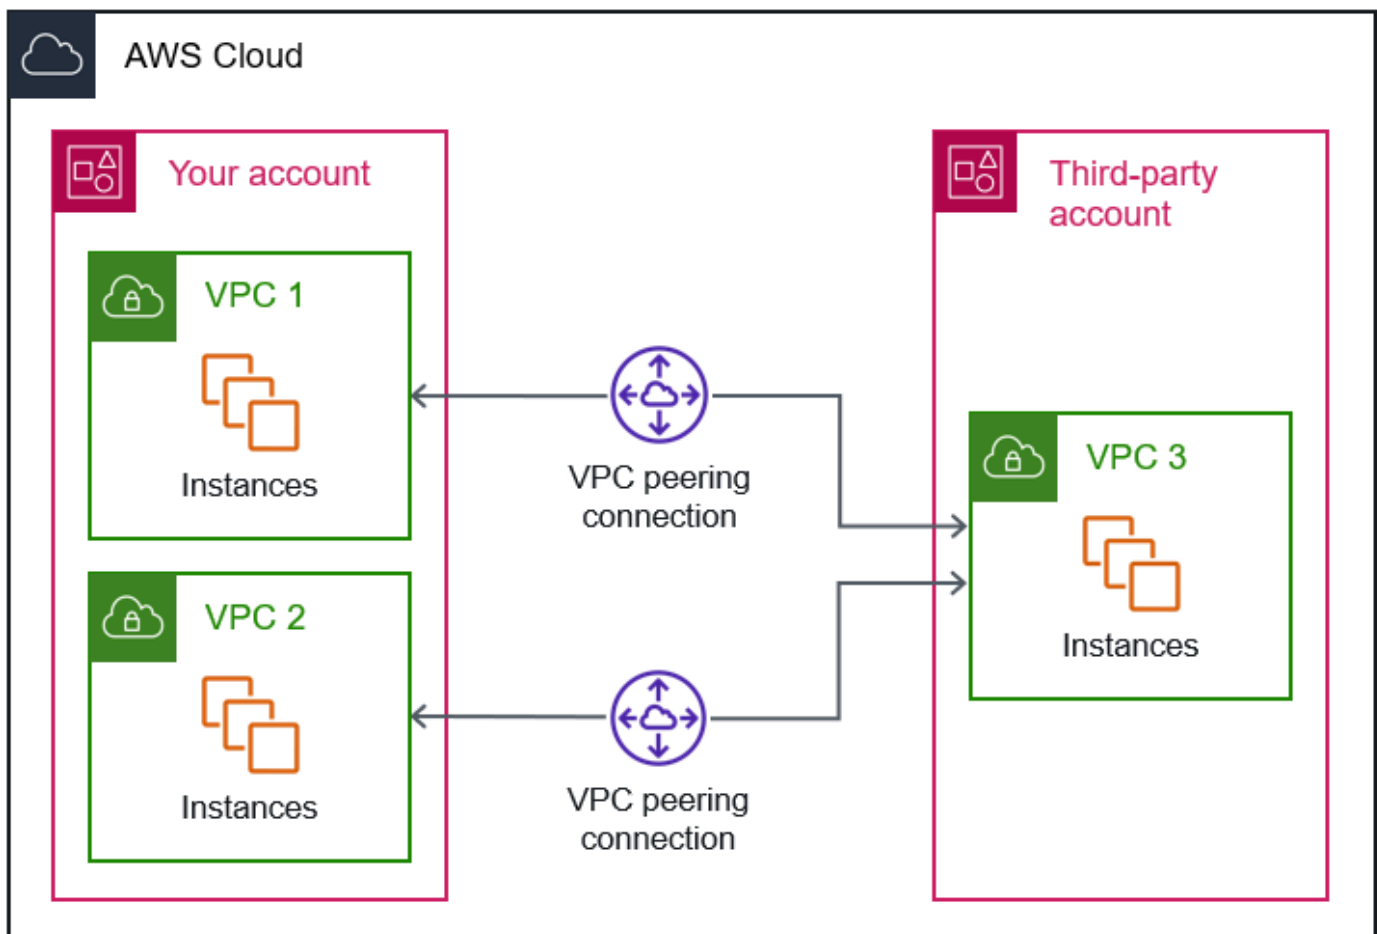 AWS Cloud
Your account
VPC 1
Instances
VPC 2
Instances
VPC peering
connection
VPC peering
connection
Third-party
account
VPC 3
Instances